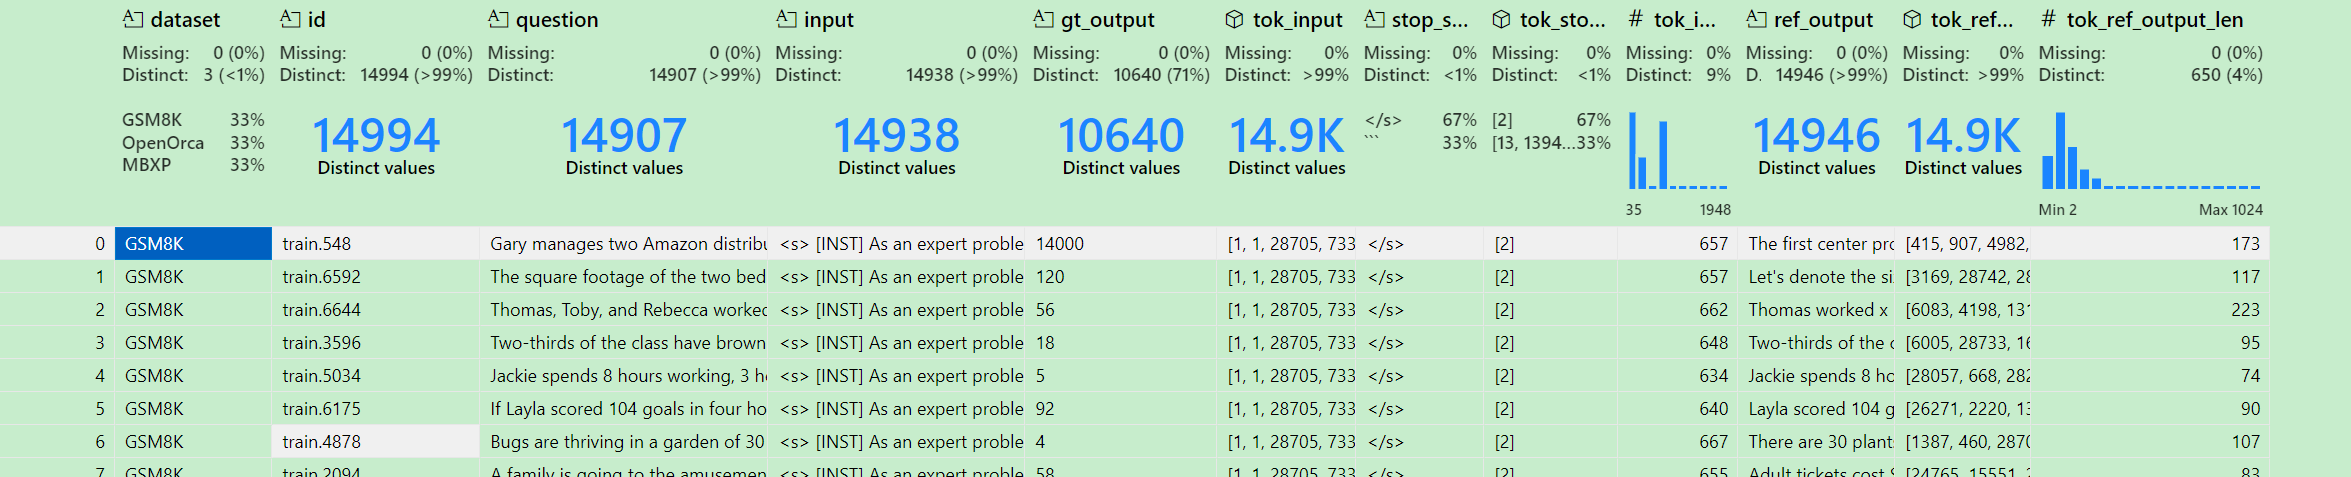 dataset id question input gt_output tok_input stop_s... tok_sto... tok_i... ref_output tok_ref... tok_ref_output_len
Missing: 0 (0%) Missing: 0 (0%) Missing: 0 (0%) Missing: 0 (0%) Missing: 0 (0%) Missing: 0% Missing: 0% Missing: 0% Missing: 0% Missing: 0 (0%) Missing: 0% Missing: 0 (0%)
Distinct: 3 (<1%) Distinct: 14994 (>99%) Distinct: 14907 (>99%) Distinct: 14938 (>99%) Distinct: 10640 (71%) Distinct: >99% Distinct: <1% Distinct: <1% Distinct: 9% D. 14946 (>99%) Distinct: >99% Distinct: 650 (4%)
GSM8K 33% </s> 67% [2] 67%
OpenOrca 33% 14994 14907 14938 10640 14.9K ``` 33% [13, 1394...33% 14946 14.9K
MBXP 33% Distinct values Distinct values Distinct values Distinct values Distinct values Distinct values Distinct values
35 1948 Min 2 Max 1024
0 GSM8K train.548 Gary manages two Amazon distribu <s> [INST] As an expert proble 14000 [1, 1, 28705, 733 </s> [2] 657 The first center pro [415, 907, 4982, 173
1 GSM8K train.6592 The square footage of the two bed <s> [INST] As an expert proble 120 [1, 1, 28705, 733 </s> [2] 657 Let's denote the si [3169, 28742, 28 117
2 GSM8K train.6644 Thomas, Toby, and Rebecca worked <s> [INST] As an expert proble 56 [1, 1, 28705, 733 </s> [2] 662 Thomas worked x [6083, 4198, 131 223
3 GSM8K train.3596 Two-thirds of the class have brown <s> [INST] As an expert proble 18 [1, 1, 28705, 733 </s> [2] 648 Two-thirds of the c [6005, 28733, 16 95
4 GSM8K train.5034 Jackie spends 8 hours working, 3 h <s> [INST] As an expert proble 5 [1, 1, 28705, 733 </s> [2] 634 Jackie spends 8 ho [28057, 668, 282 74
5 GSM8K train.6175 If Layla scored 104 goals in four ho <s> [INST] As an expert proble 92 [1, 1, 28705, 733 </s> [2] 640 Layla scored 104 g [26271, 2220, 13 90
6 GSM8K train.4878 Bugs are thriving in a garden of 30 <s> [INST] As an expert proble 4 [1, 1, 28705, 733 </s> [2] 667 There are 30 plant [1387, 460, 2870 107
7 GSM8K train.2094 A family is going to the amusemen <s> [INST] As an expert proble 58 [1, 1, 28705, 733 </s> [2] 655 Adult tickets cost [24765, 15551, 83